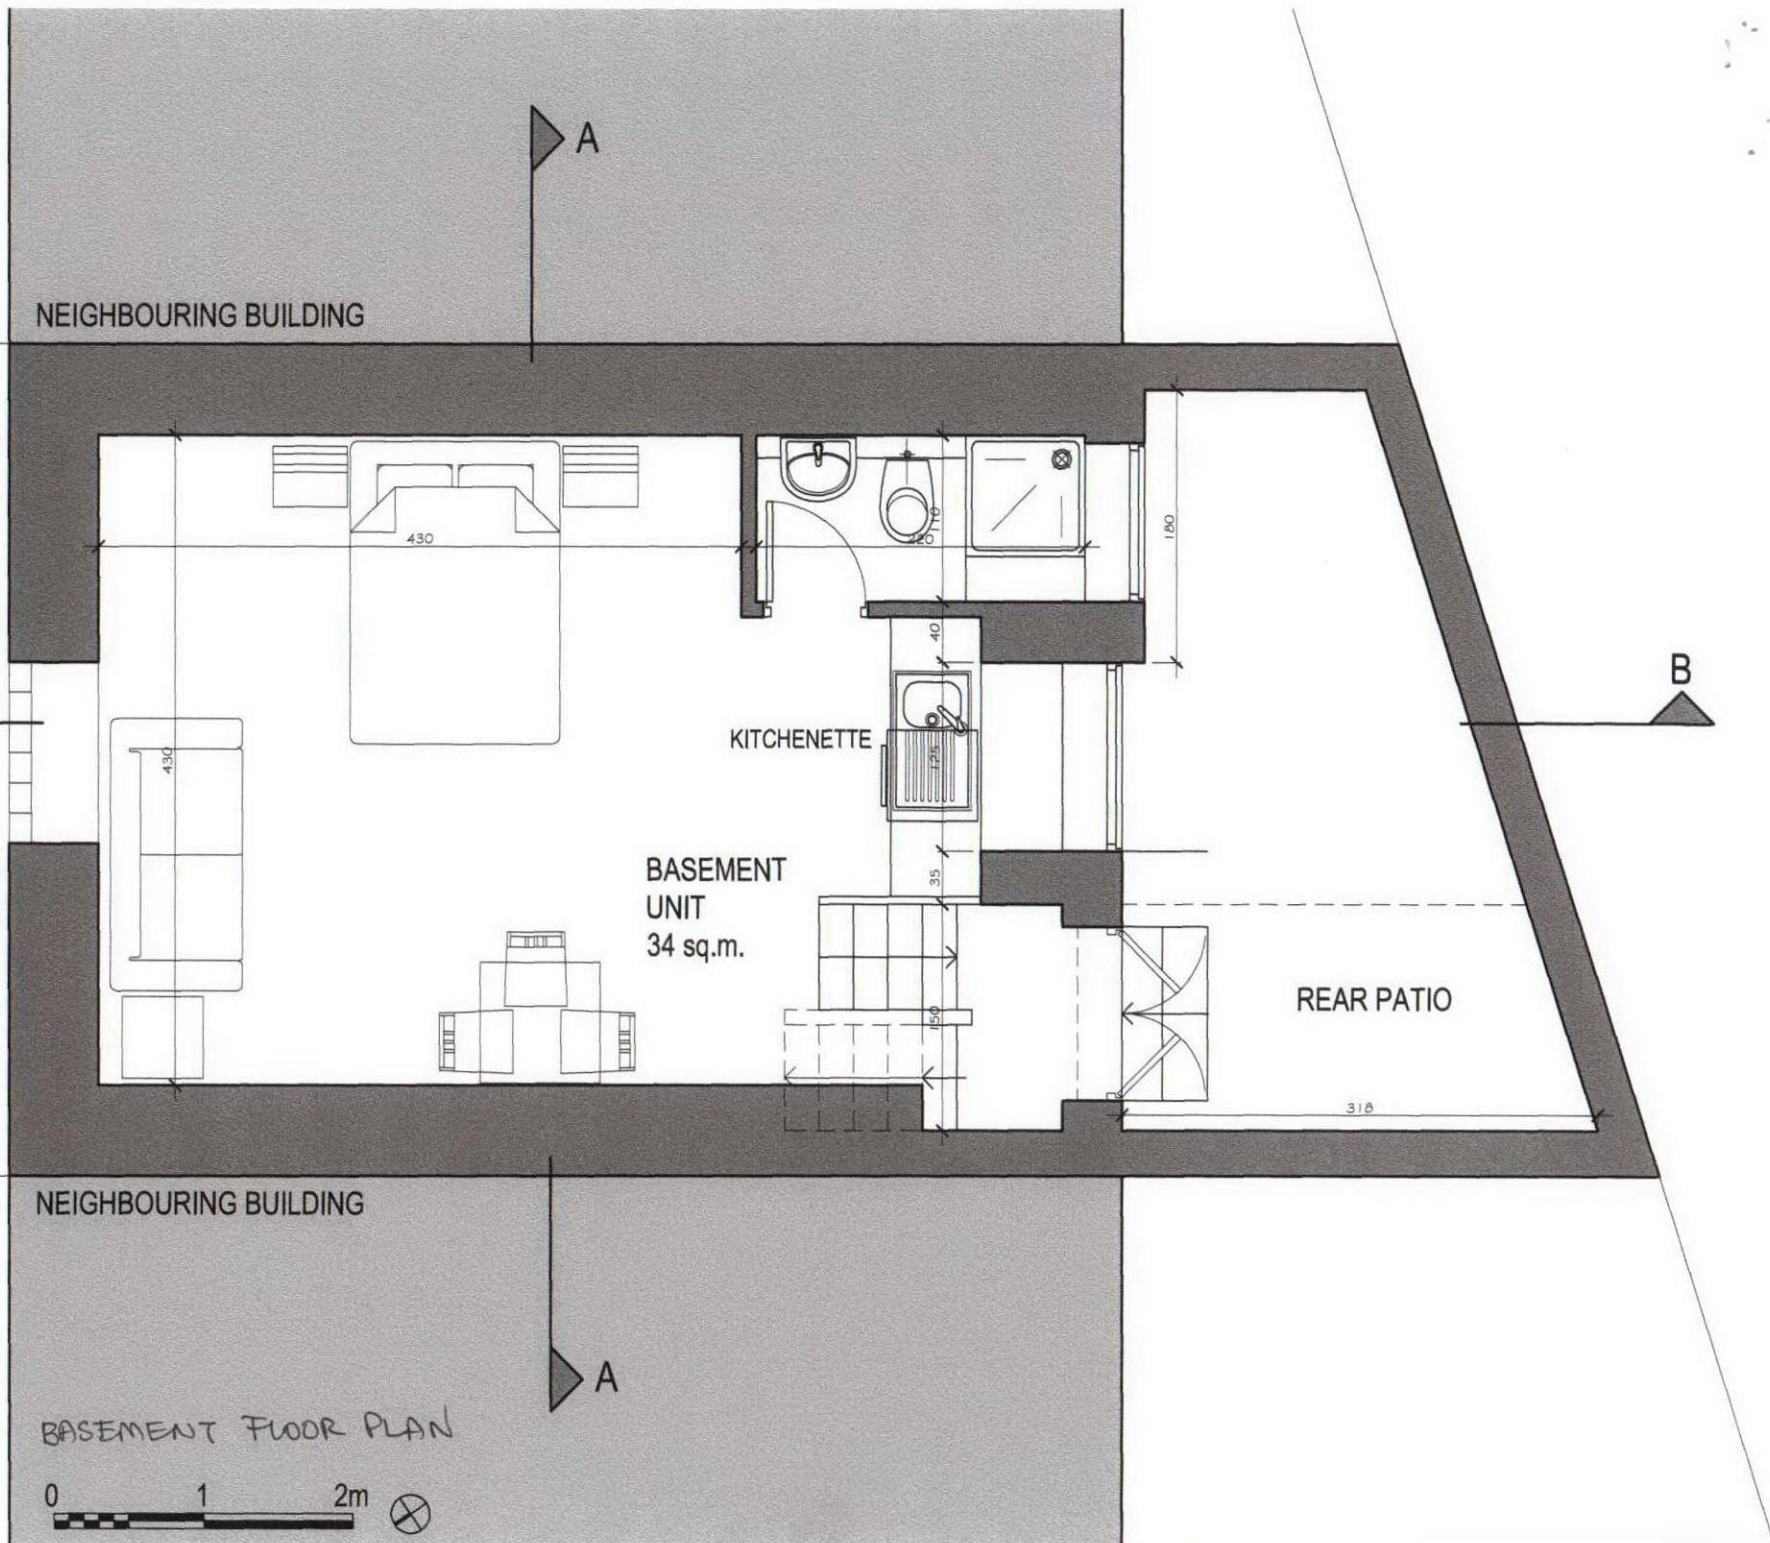 A
NEIGHBOURING BUILDING
110
430
220
180
40
B
KITCHENETTE
430
125
BASEMENT
UNIT
34 sq.m.
35
REAR PATIO
150
318
NEIGHBOURING BUILDING
A
BASEMENT FLOOR PLAN
0 1 2m